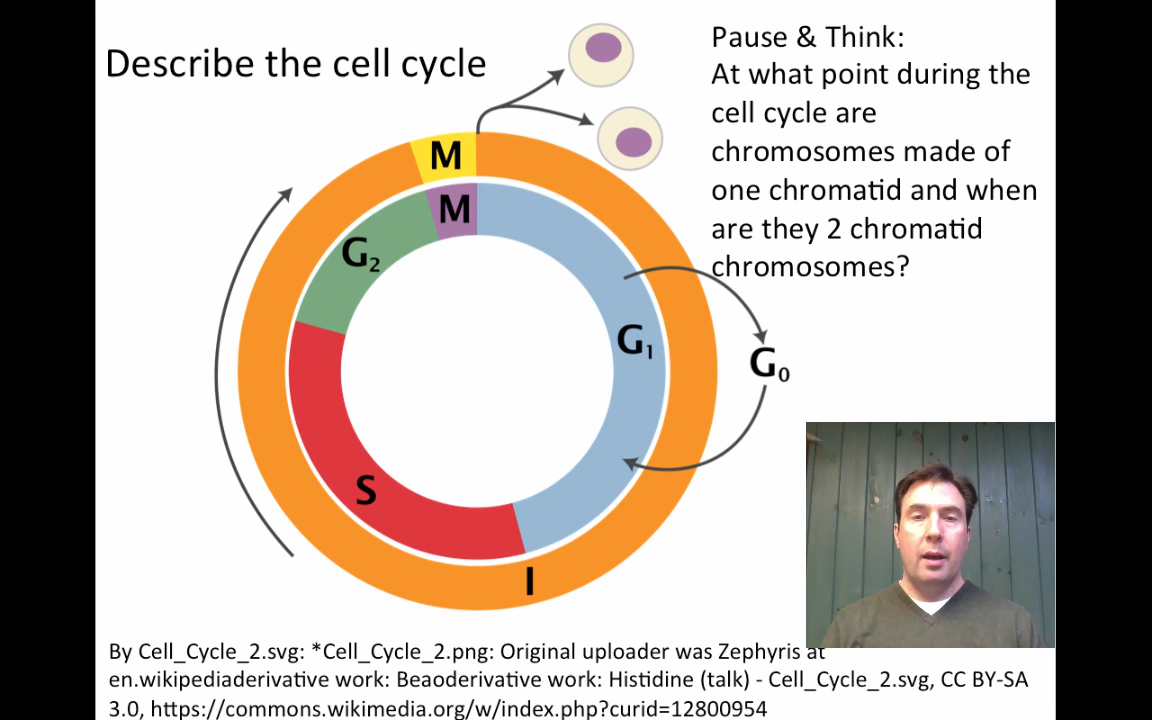 Describe the cell cycle
Pause & Think:
At what point during the
cell cycle are
chromosomes made of
one chromatid and when
are they 2 chromatid
chromosomes?
M
M
G₂
G₁
G₀
S
I
By Cell_Cycle_2.svg: *Cell_Cycle_2.png: Original uploader was Zephyris at
en.wikipediaderivative work: Beaoderivative work: Histidine (talk) - Cell_Cycle_2.svg, CC BY-SA
3.0, https://commons.wikimedia.org/w/index.php?curid=12800954